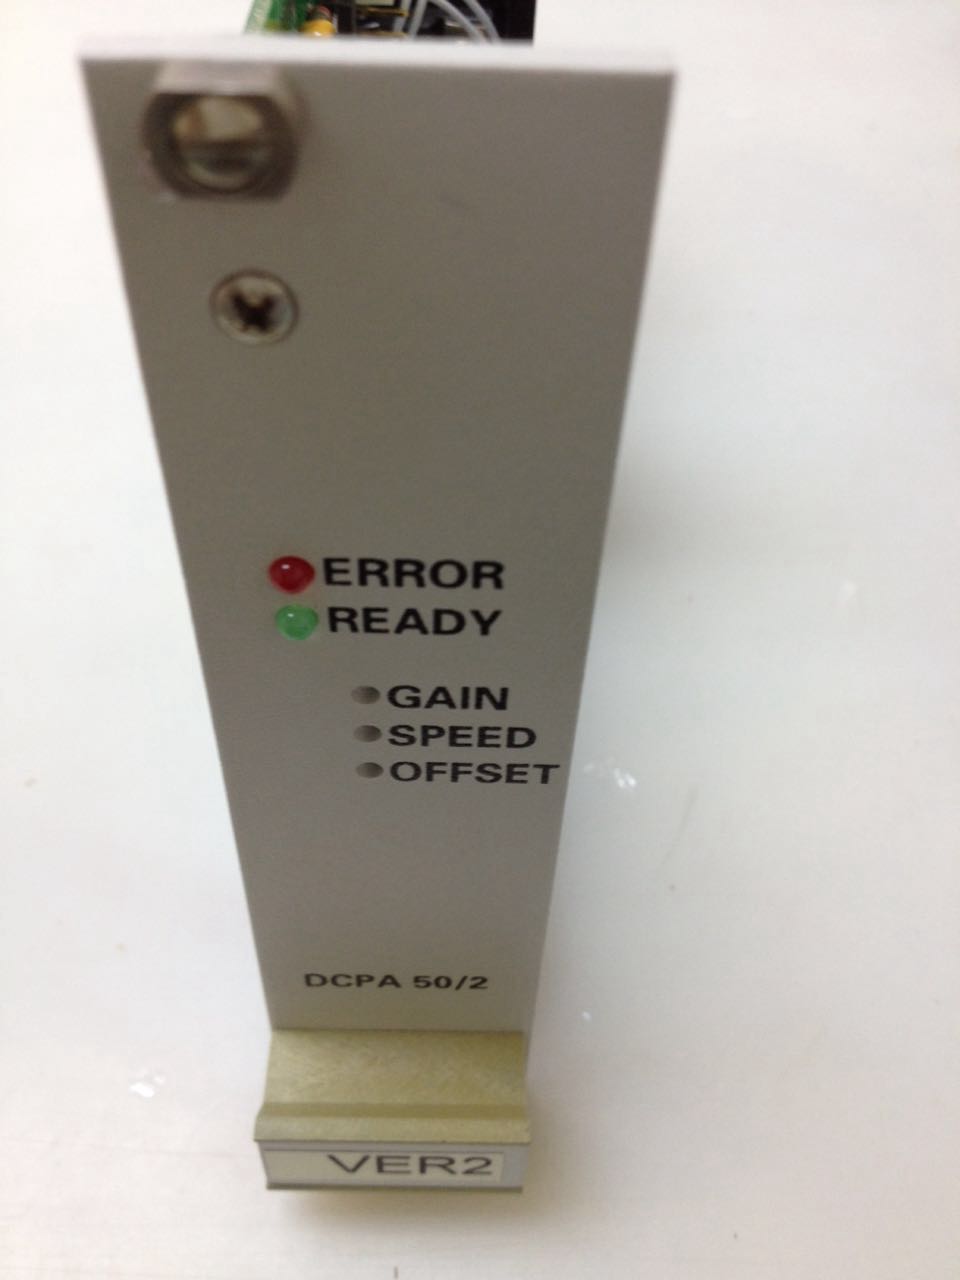 ERROR
READY
GAIN
SPEED
OFFSET
DCPA 50/2
VER2